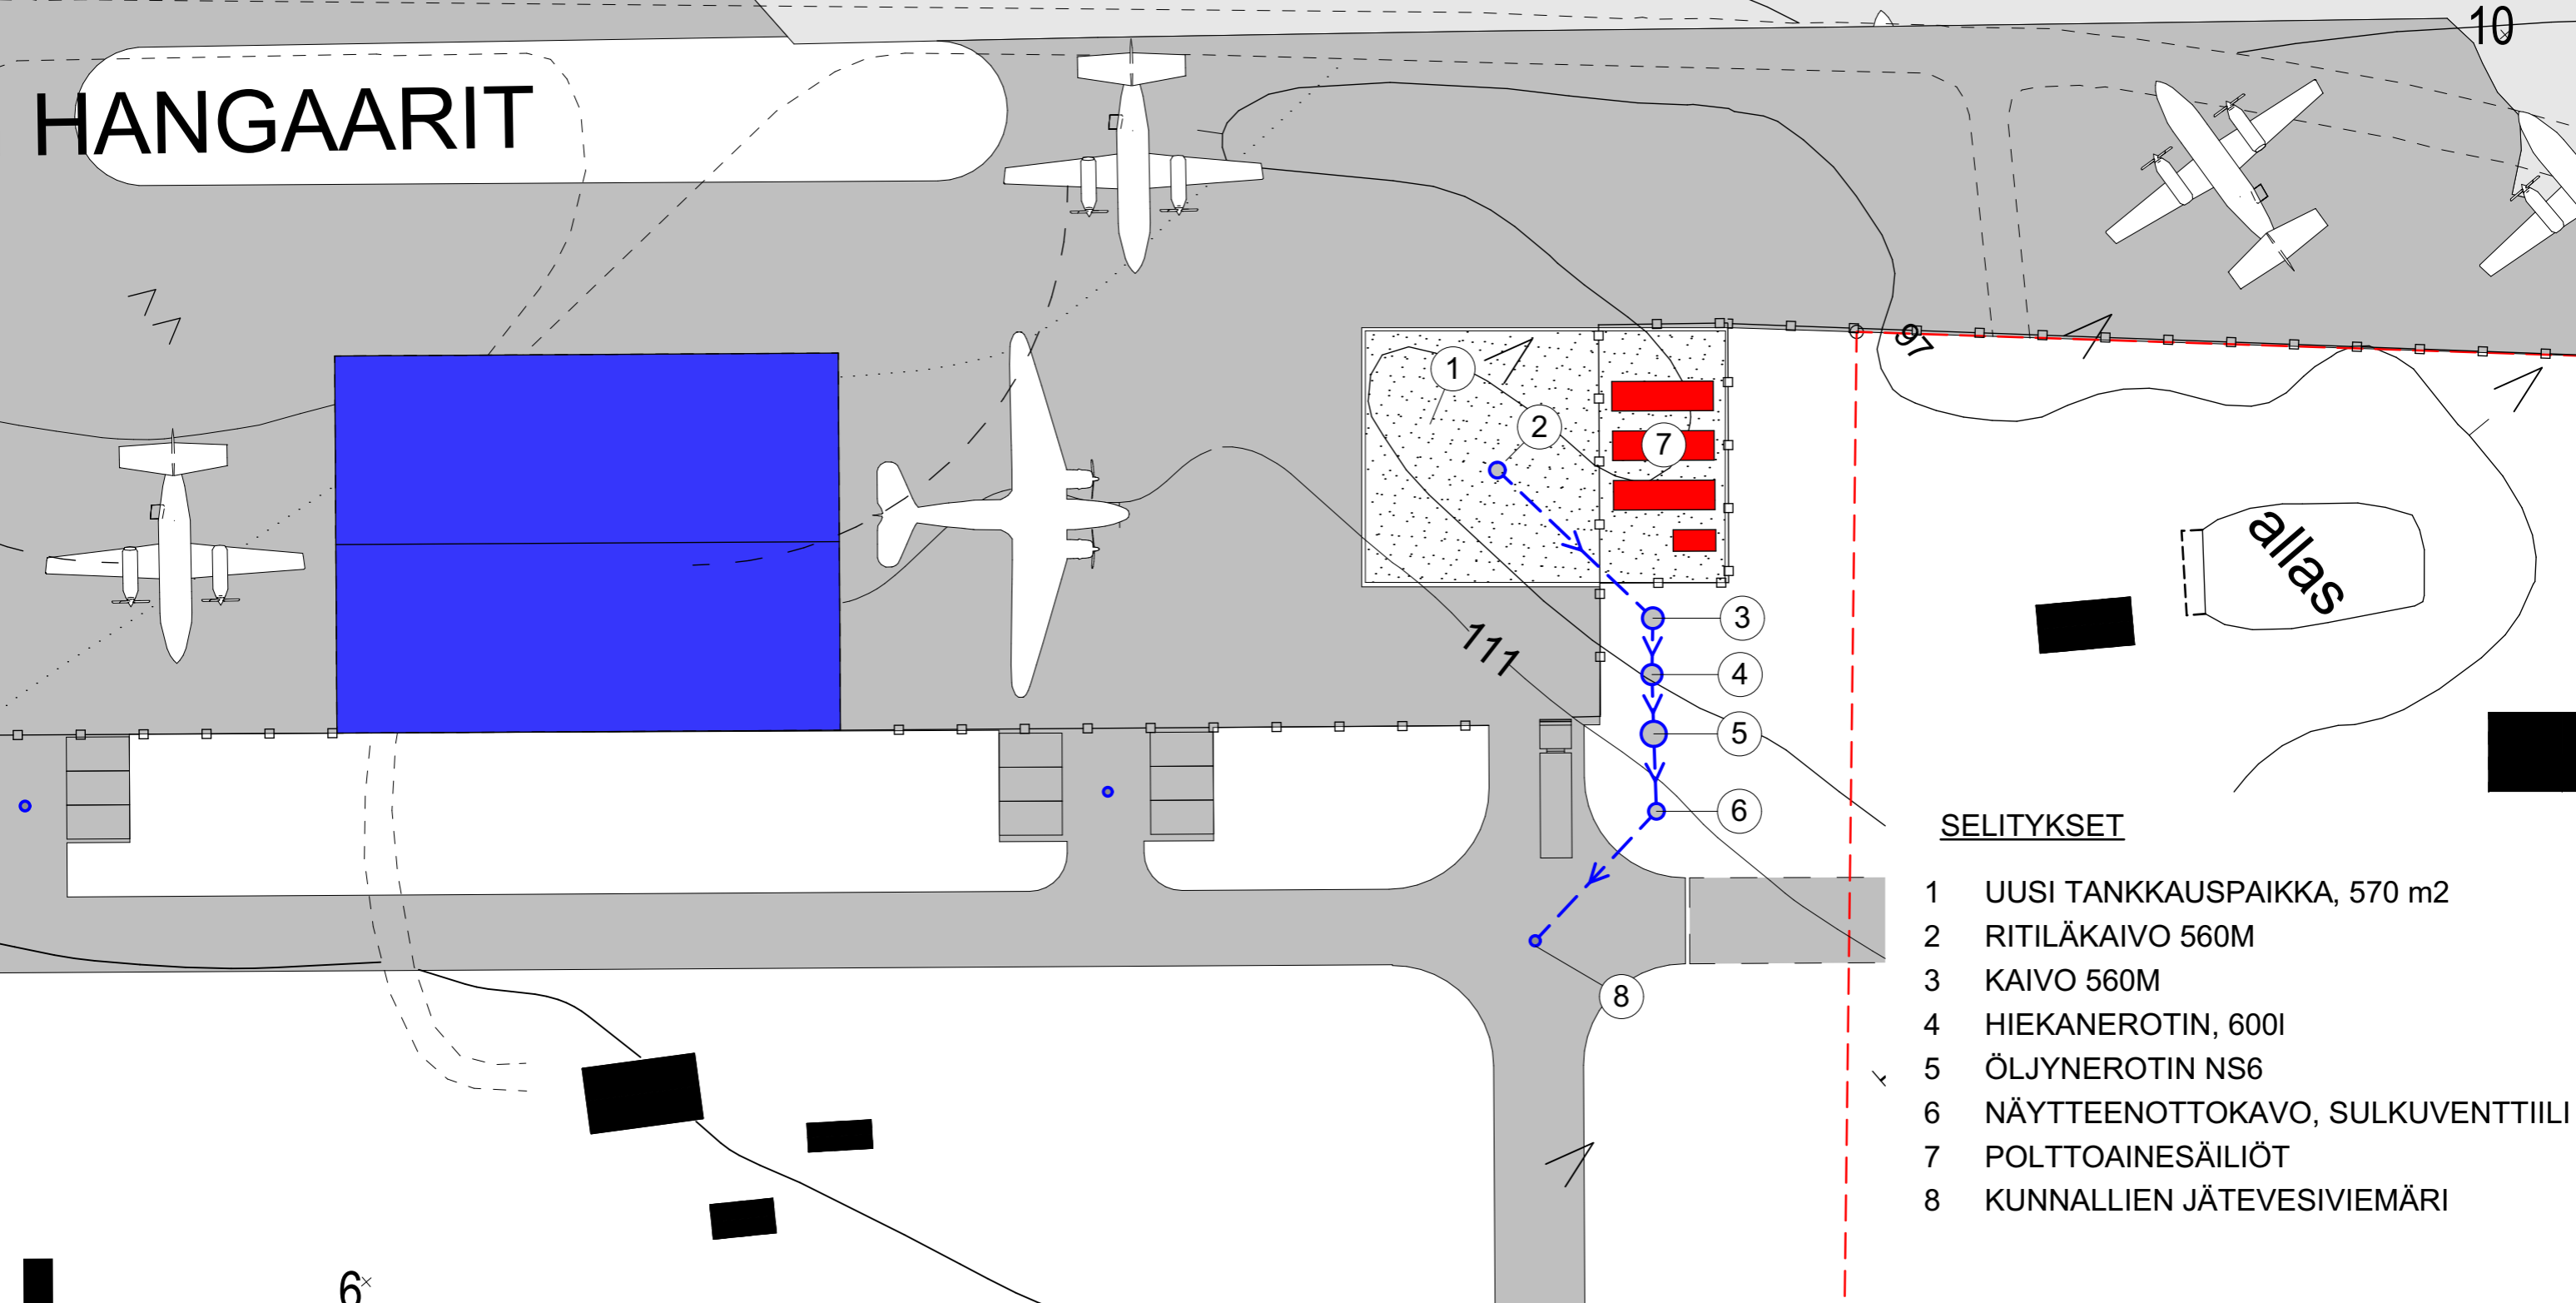 10
HANGAARIT
97
1
2
7
allas
3
111
4
5
6
8
SELITYKSET
1 UUSI TANKKAUSPAIKKA, 570 m2
2 RITILÄKAIVO 560M
3 KAIVO 560M
4 HIEKANEROTIN, 600l
5 ÖLJYNEROTIN NS6
6 NÄYTTEENOTTOKAVO, SULKUVENTTIILI
7 POLTTOAINESÄILIÖT
8 KUNNALLIEN JÄTEVESIVIEMÄRI
6